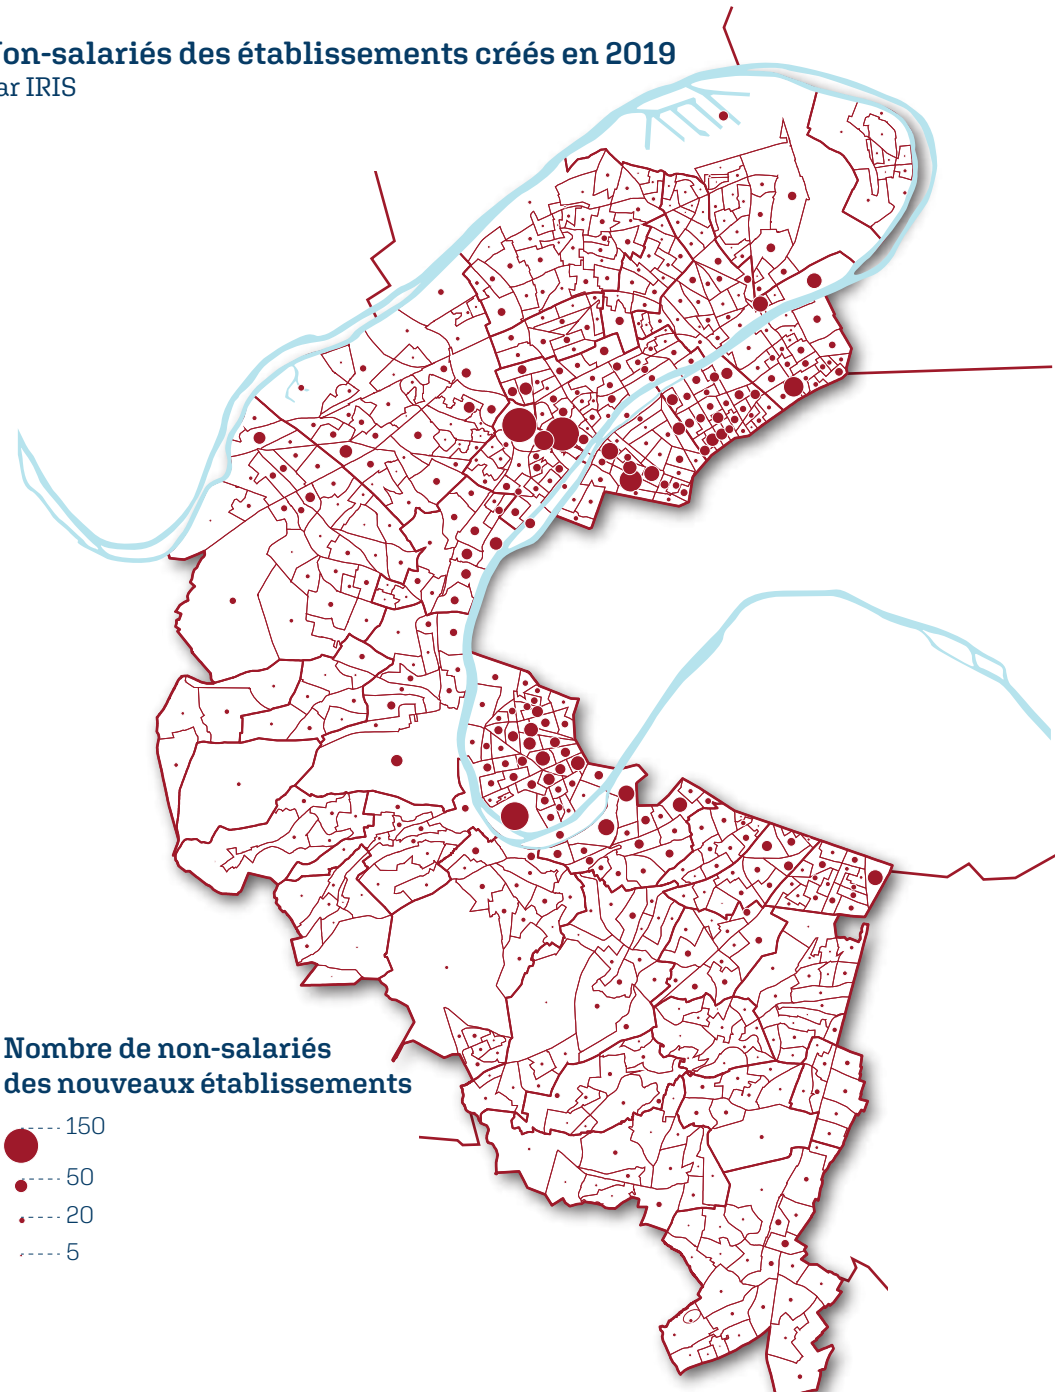 on-salariés des établissements créés en 2019
ar IRIS
Nombre de non-salariés
des nouveaux établissements
150
50
20
5